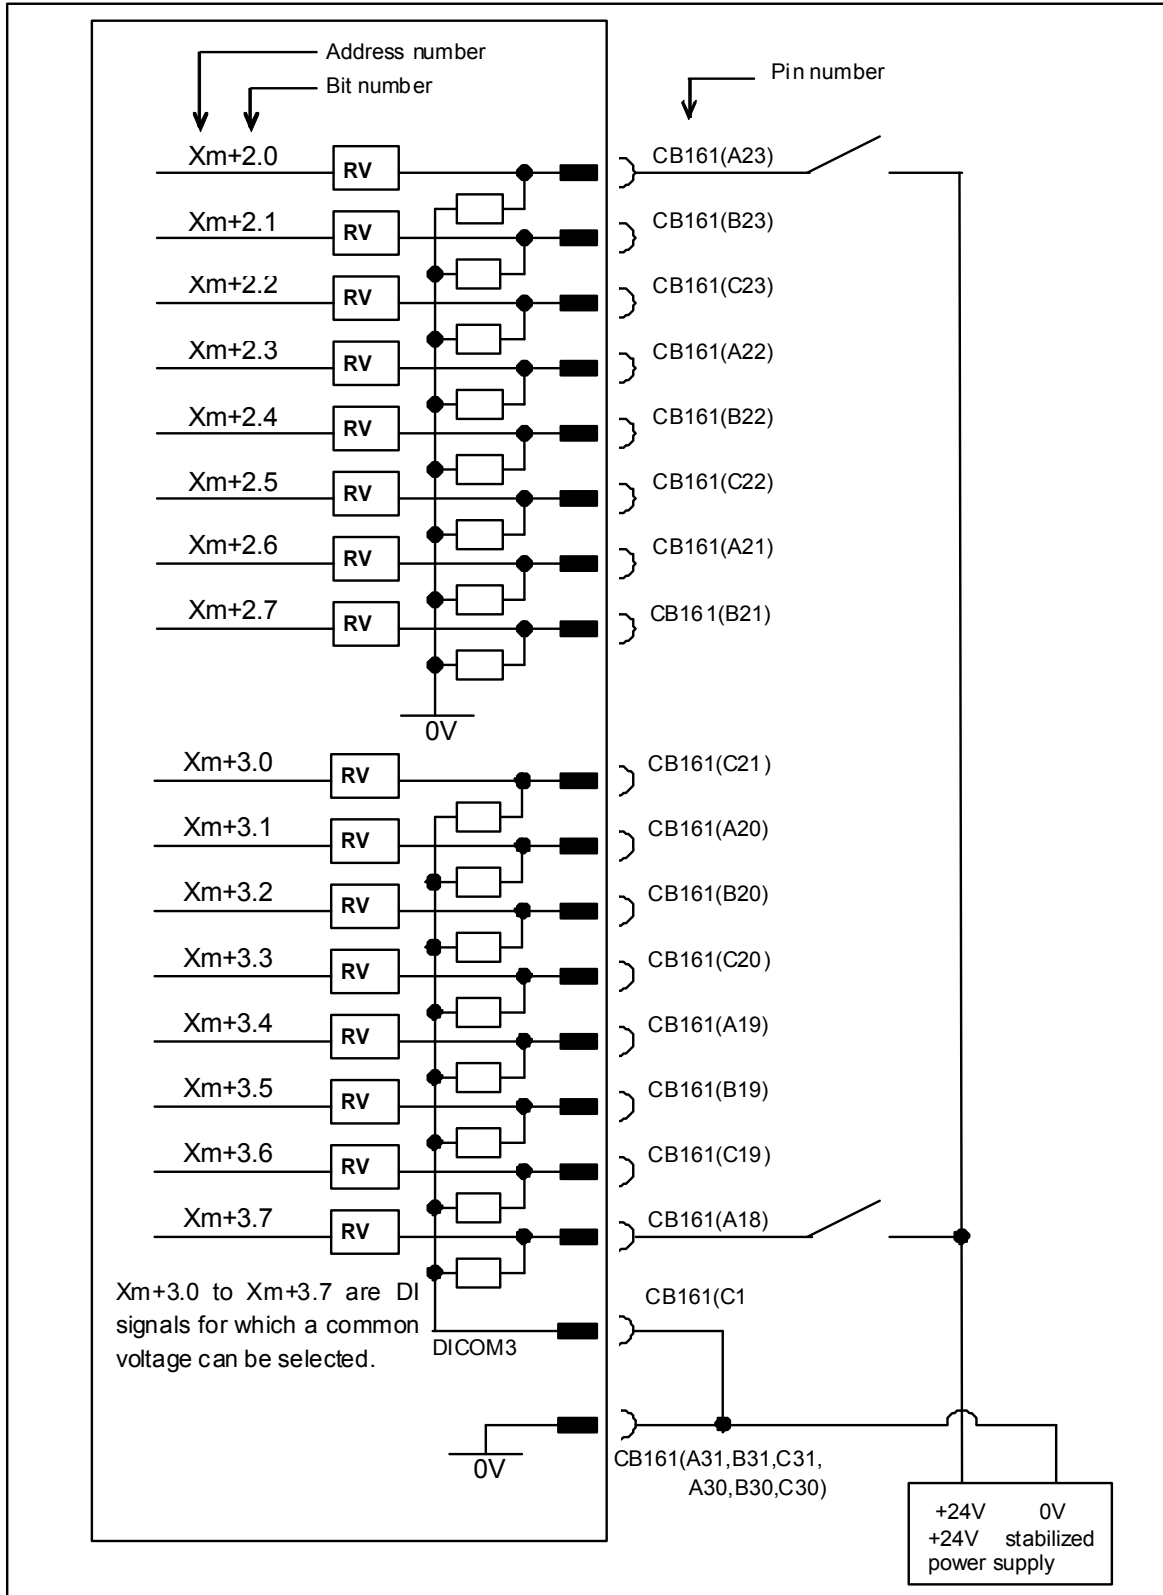 Address number
Bit number
Pin number
Xm+2.0 RV CB161(A23)
Xm+2.1 RV CB161(B23)
Xm+2.2 RV CB161(C23)
Xm+2.3 RV CB161(A22)
Xm+2.4 RV CB161(B22)
Xm+2.5 RV CB161(C22)
Xm+2.6 RV CB161(A21)
Xm+2.7 RV CB161(B21)
0V
Xm+3.0 RV CB161(C21)
Xm+3.1 RV CB161(A20)
Xm+3.2 RV CB161(B20)
Xm+3.3 RV CB161(C20)
Xm+3.4 RV CB161(A19)
Xm+3.5 RV CB161(B19)
Xm+3.6 RV CB161(C19)
Xm+3.7 RV CB161(A18)
Xm+3.0 to Xm+3.7 are DI
signals for which a common
voltage can be selected.
DICOM3
CB161(C1
0V
CB161(A31,B31,C31,
A30,B30,C30)
+24V 0V
+24V stabilized
power supply